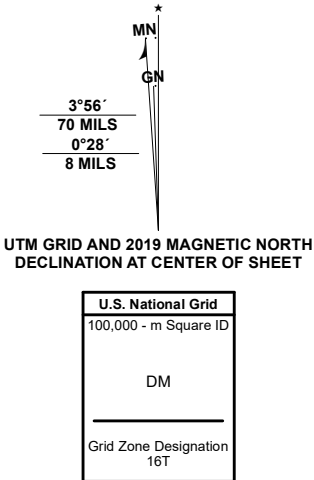 MN
GN
3°56´
70 MILS
0°28´
8 MILS
UTM GRID AND 2019 MAGNETIC NORTH
DECLINATION AT CENTER OF SHEET
U.S. National Grid
100,000 - m Square ID
DM
Grid Zone Designation
16T